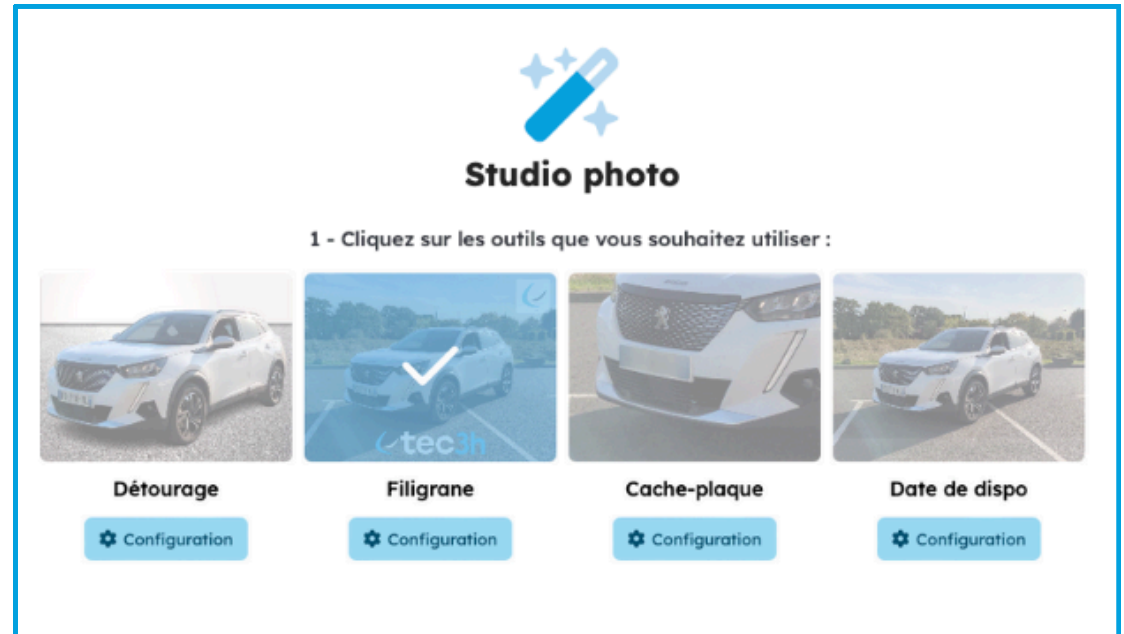 Studio photo
1 - Cliquez sur les outils que vous souhaitez utiliser :
tec3h
Détourage
Filigrane
Cache-plaque
Date de dispo
Configuration
Configuration
Configuration
Configuration